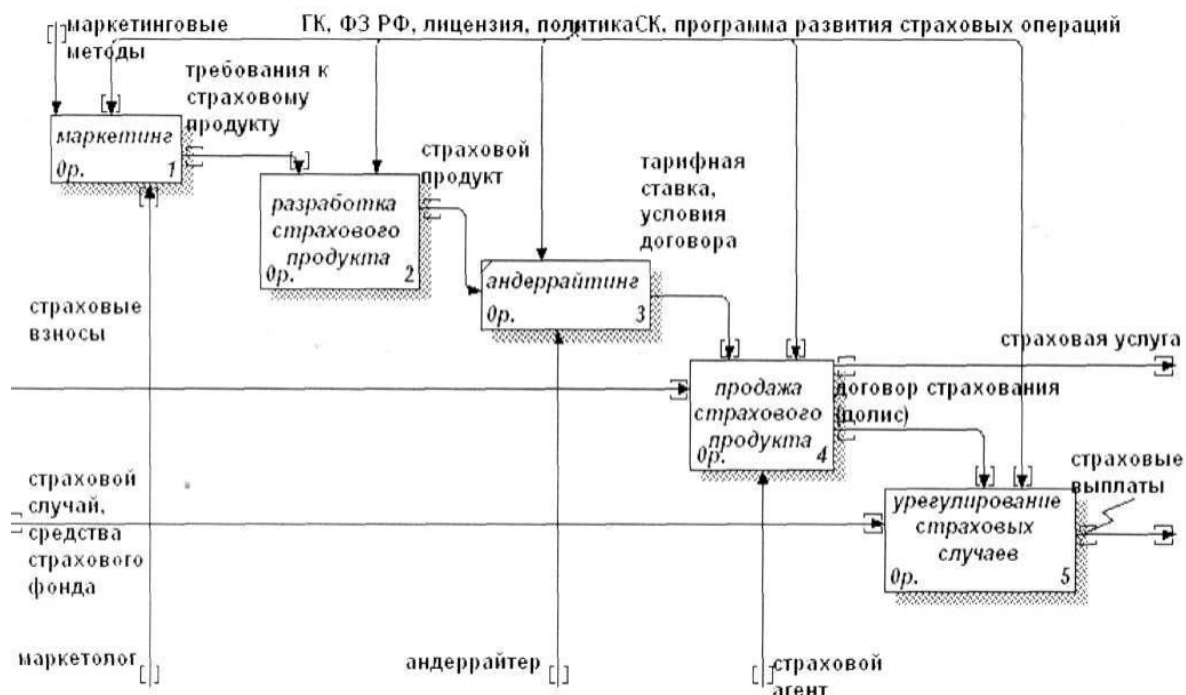 маркетинговые
методы
ГК, ФЗ РФ, лицензия, политикаСК, программа развития страховых операций
требования к
страховому
продукту
маркетинг
0р. 1
страховой
продукт
разработка
страхового
продукта
0р. 2
тарифная
ставка,
условия
договора
андеррайтинг
0р. 3
страховые
взносы
страховая услуга
продажа
страхового
продукта
0р. 4
договор страхования
(долис)
страховые
выплаты
страховой
случай,
средства
страхового
фонда
урегулирование
страховых
случаев
0р. 5
маркетолог
андеррайтер
страховой
агент